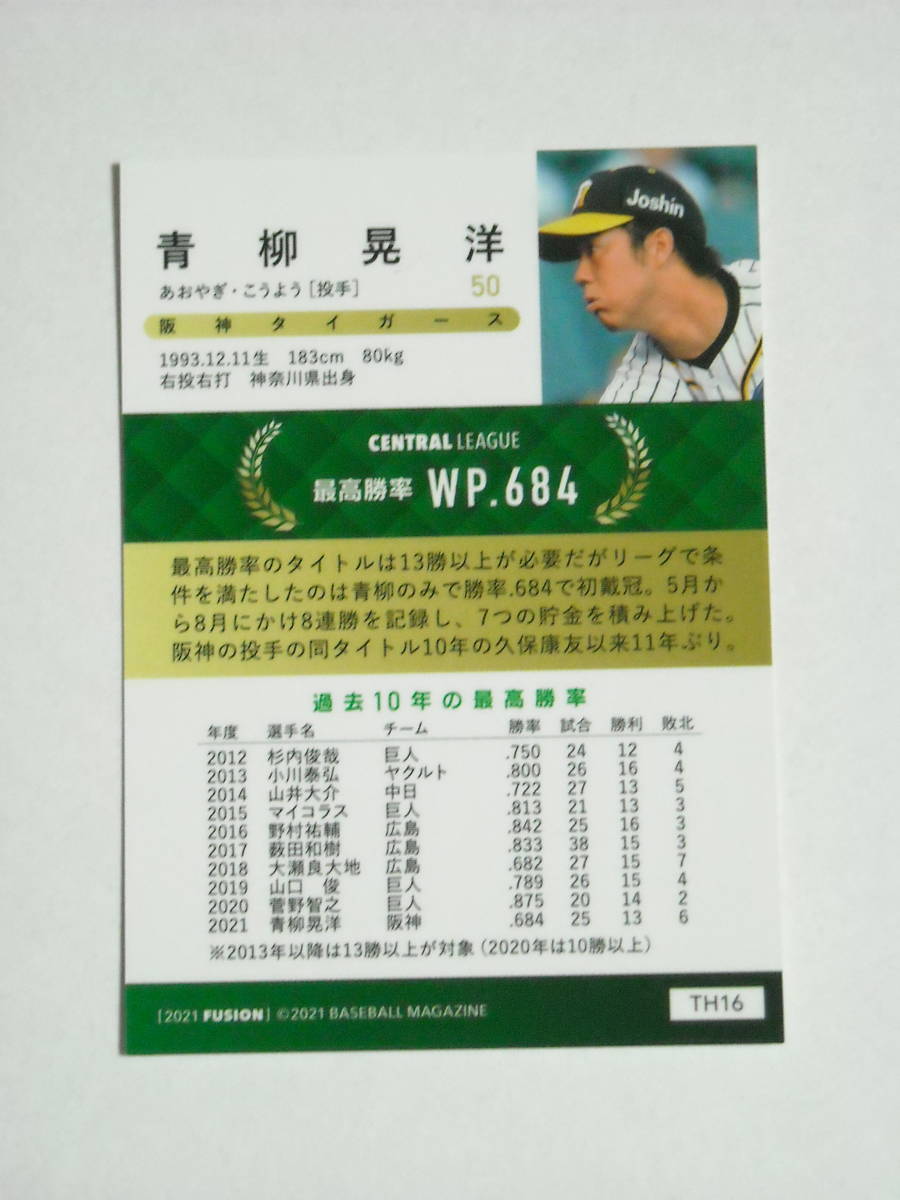 Joshin
青柳晃洋
あおやぎ・こうよう[投手] 50
阪神タイガース
1993.12.11生 183cm 80kg
右投右打 神奈川県出身
CENTRAL LEAGUE
最高勝率 WP.684
最高勝率のタイトルは13勝以上が必要だがリーグで条
件を満たしたのは青柳のみで勝率.684で初戴冠。5月か
ら8月にかけ8連勝を記録し、7つの貯金を積み上げた。
阪神の投手の同タイトル10年の久保康友以来11年ぶり。
過去10年の最高勝率
年度 選手名 チーム 勝率 試合 勝利 敗北
2012 杉内俊哉 巨人 .750 24 12 4
2013 小川泰弘 ヤクルト .800 26 16 4
2014 山井大介 中日 .722 27 13 5
2015 マイコラス 巨人 .813 21 13 3
2016 野村祐輔 広島 .842 25 16 3
2017 薮田和樹 広島 .833 38 15 3
2018 大瀬良大地 広島 .682 27 15 7
2019 山口 俊 巨人 .789 26 15 4
2020 菅野智之 巨人 .875 20 14 2
2021 青柳晃洋 阪神 .684 25 13 6
※2013年以降は13勝以上が対象(2020年は10勝以上)
[2021 FUSION] ©2021 BASEBALL MAGAZINE
TH16